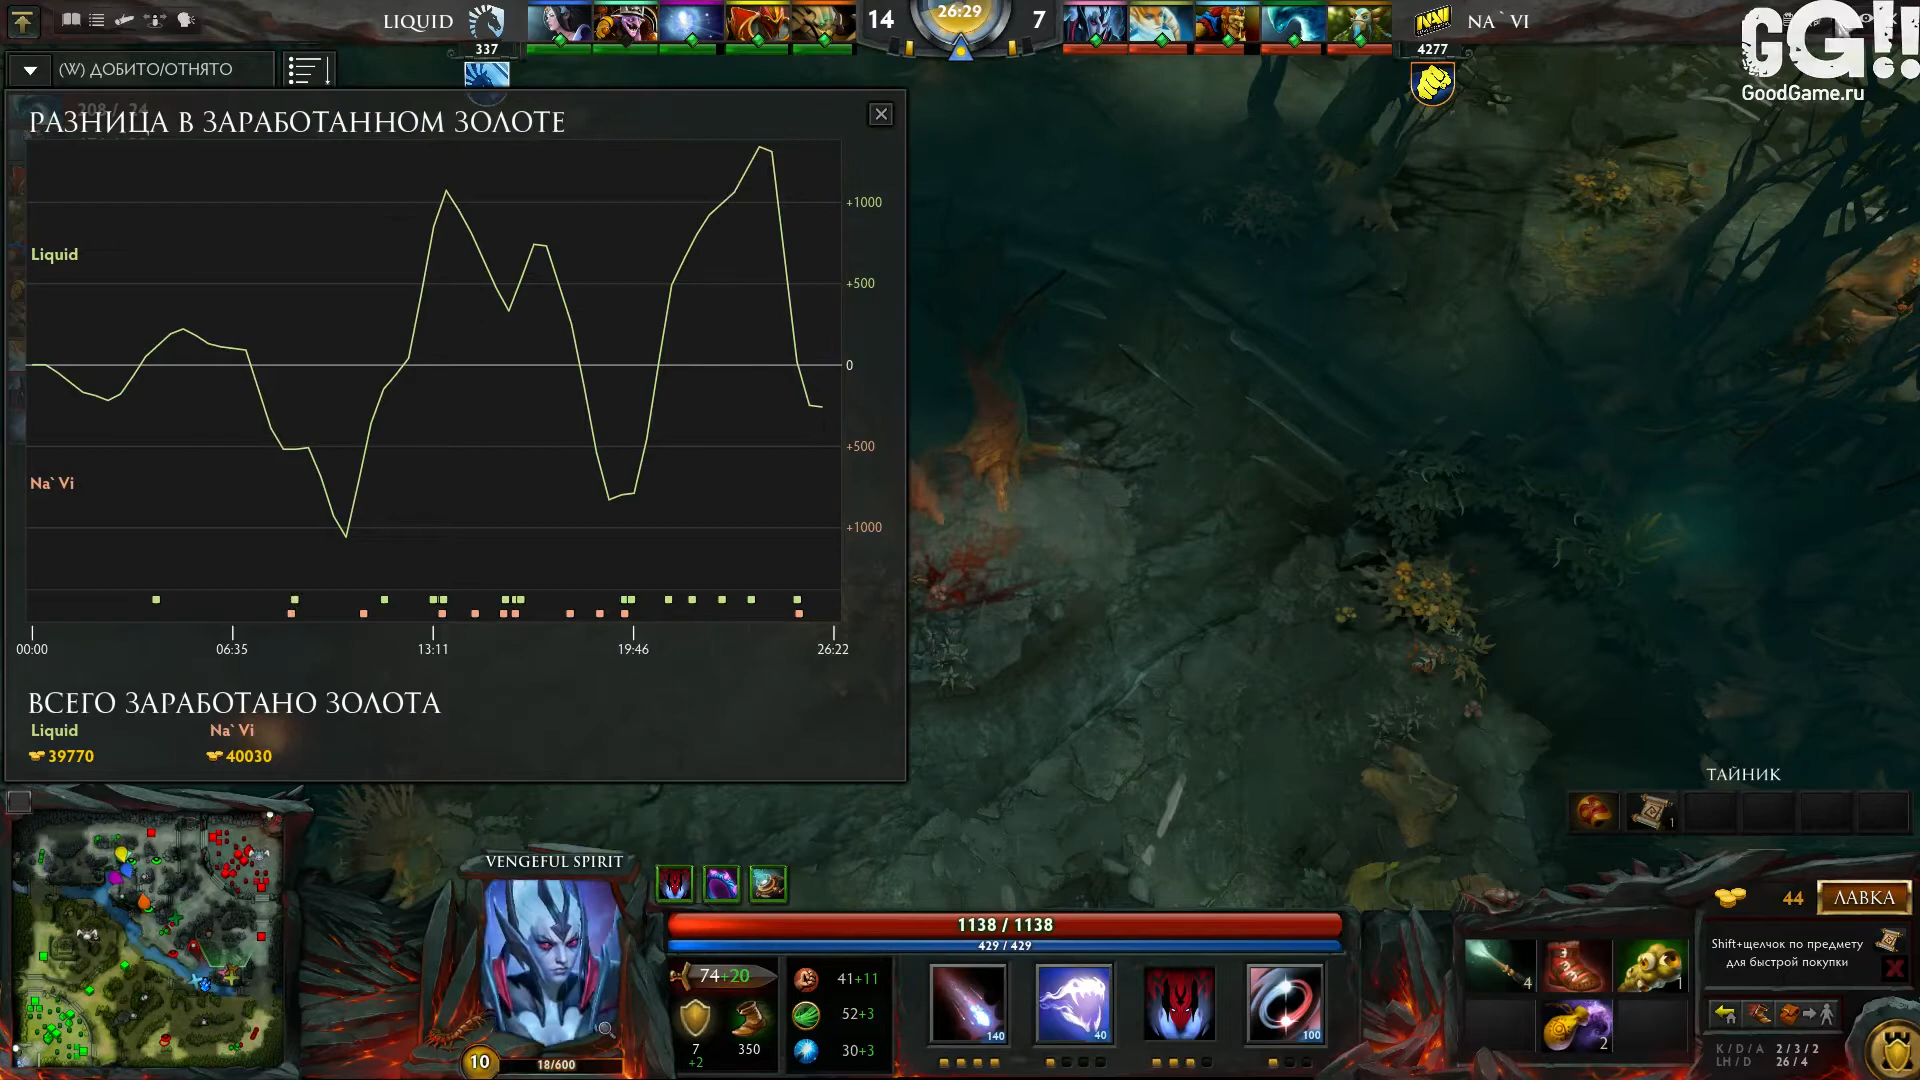 LIQUID
14
26:29
7
NA`VI
337
4277
GG!!
GoodGame.ru
(W) ДОБИТО/ОТНЯТО
РАЗНИЦА В ЗАРАБОТАННОМ ЗОЛОТЕ
+1000
Liquid
+500
0
+500
Na`Vi
+1000
00:00 06:35 13:11 19:46 26:22
ВСЕГО ЗАРАБОТАНО ЗОЛОТА
Liquid Na`Vi
39770 40030
ТАЙНИК
1
VENGEFUL SPIRIT
1138 / 1138
429 / 429
74+20
41+11
52+3
30+3
7
+2
350
140
40
100
10
18/600
4
1
2
44
ЛАВКА
Shift+щелчок по предмету
для быстрой покупки
K / D / A 2 / 3 / 2
LH / D 26 / 4